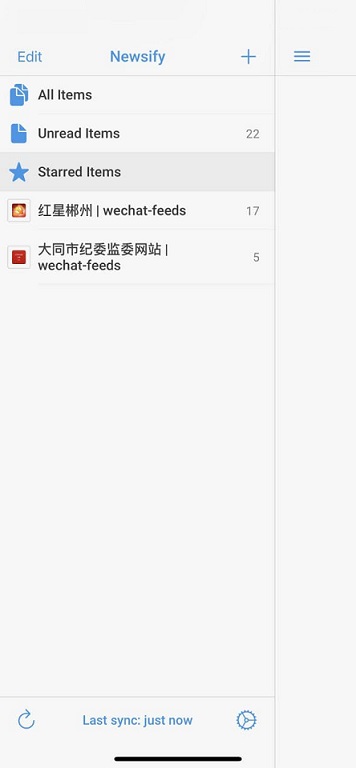 Edit Newsify +
All Items
Unread Items 22
Starred Items
红星郴州 | wechat-feeds 17
大同市纪委监委网站 |
wechat-feeds 5
Last sync: just now